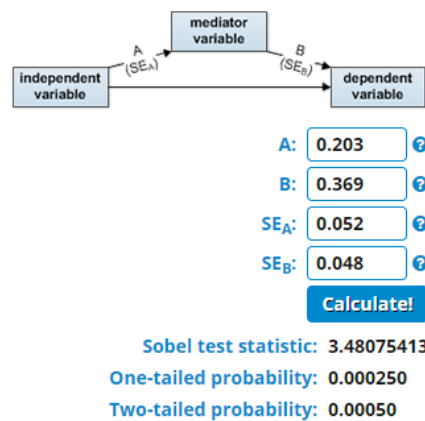 mediator
variable
A
(SEA)
B
(SEB)
independent
variable
dependent
variable
A: 0.203 ?
B: 0.369 ?
SEA: 0.052 ?
SEB: 0.048 ?
Calculate!
Sobel test statistic: 3.48075413
One-tailed probability: 0.000250
Two-tailed probability: 0.00050